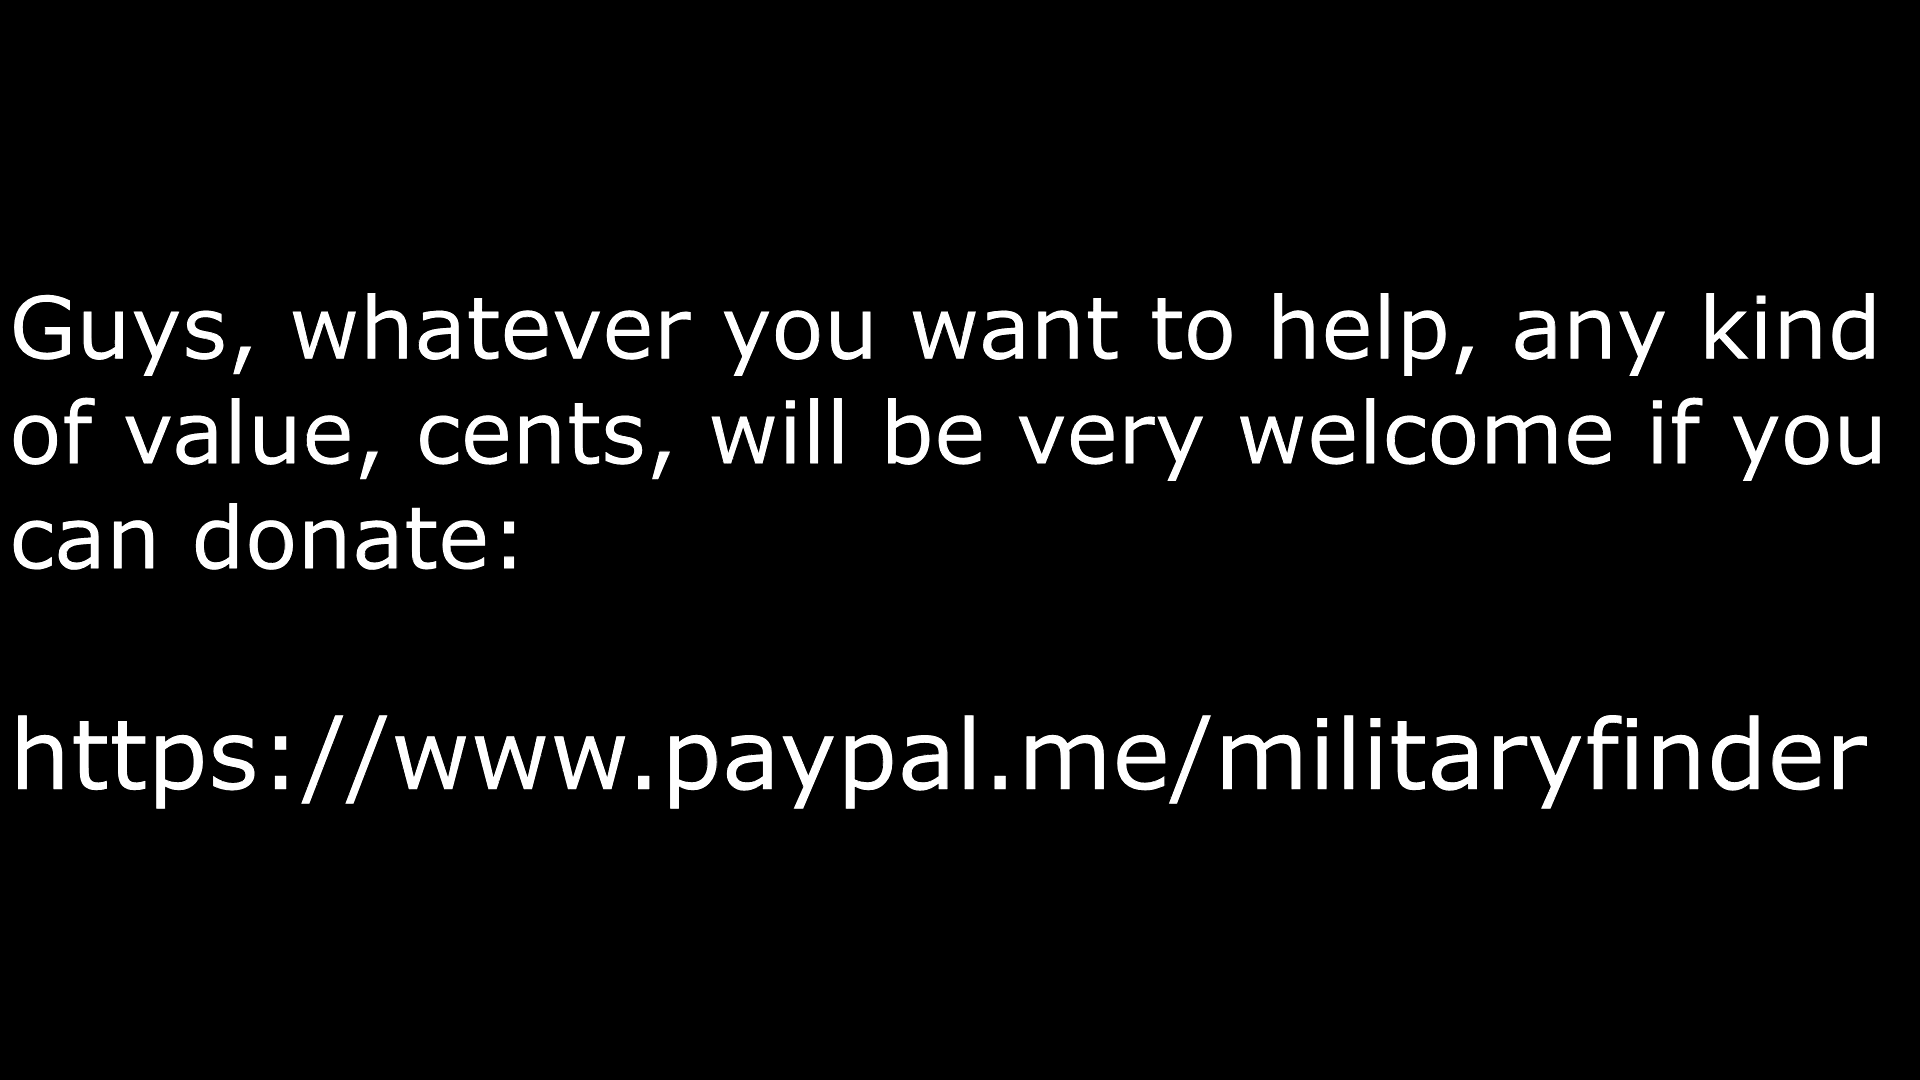 Guys, whatever you want to help, any kind
of value, cents, will be very welcome if you
can donate:
https://www.paypal.me/militaryfinder